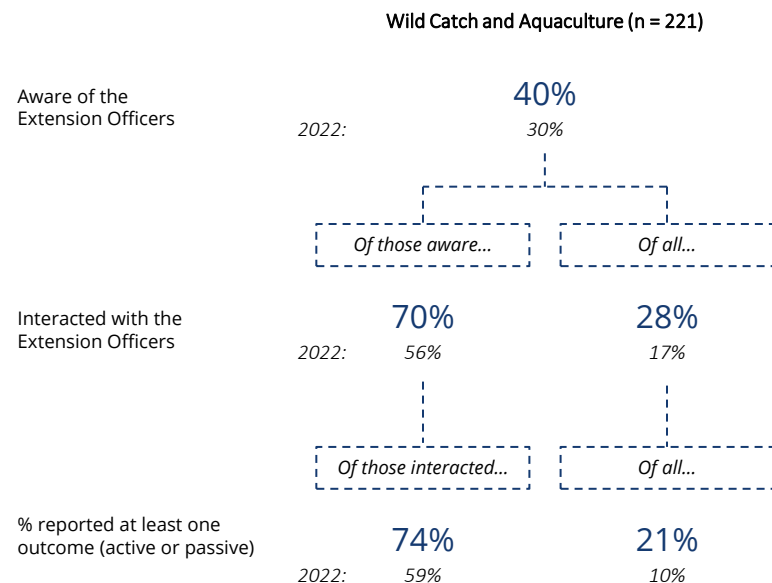 Wild Catch and Aquaculture (n = 221)
Aware of the
Extension Officers
40%
2022: 30%
Of those aware...
Of all...
Interacted with the
Extension Officers
70% 28%
2022: 56% 17%
Of those interacted...
Of all...
% reported at least one
outcome (active or passive)
74% 21%
2022: 59% 10%